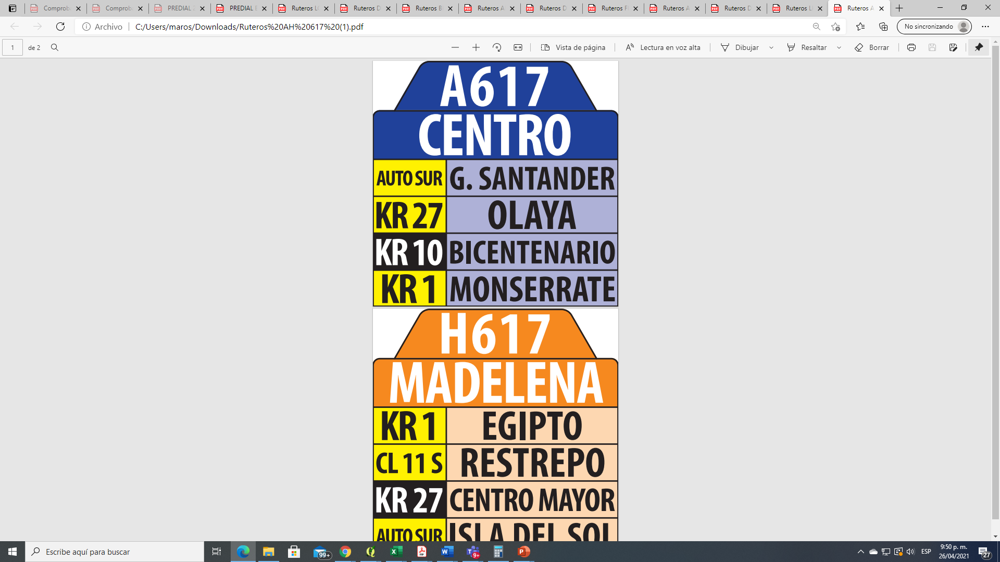 Comproba
Comproba
PREDIAL 2
PREDIAL E
Ruteros LC
Ruteros D
Ruteros B
Ruteros A
Ruteros D
Ruteros F
Ruteros A
Ruteros D
Ruteros L
Ruteros A
Archivo C:/Users/maros/Downloads/Ruteros%20AH%20617%20(1).pdf
No sincronizando
1 de 2
Vista de página
Lectura en voz alta
Dibujar
Resaltar
Borrar
A617
CENTRO
AUTO SUR G. SANTANDER
KR 27 OLAYA
KR 10 BICENTENARIO
KR 1 MONSERRATE
H617
MADELENA
KR 1 EGIPTO
CL 11 S RESTREPO
KR 27 CENTRO MAYOR
AUTO SUR ISLA DEL SOL
Escribe aquí para buscar
99+
9+
ESP
9:50 p. m.
26/04/2021
27